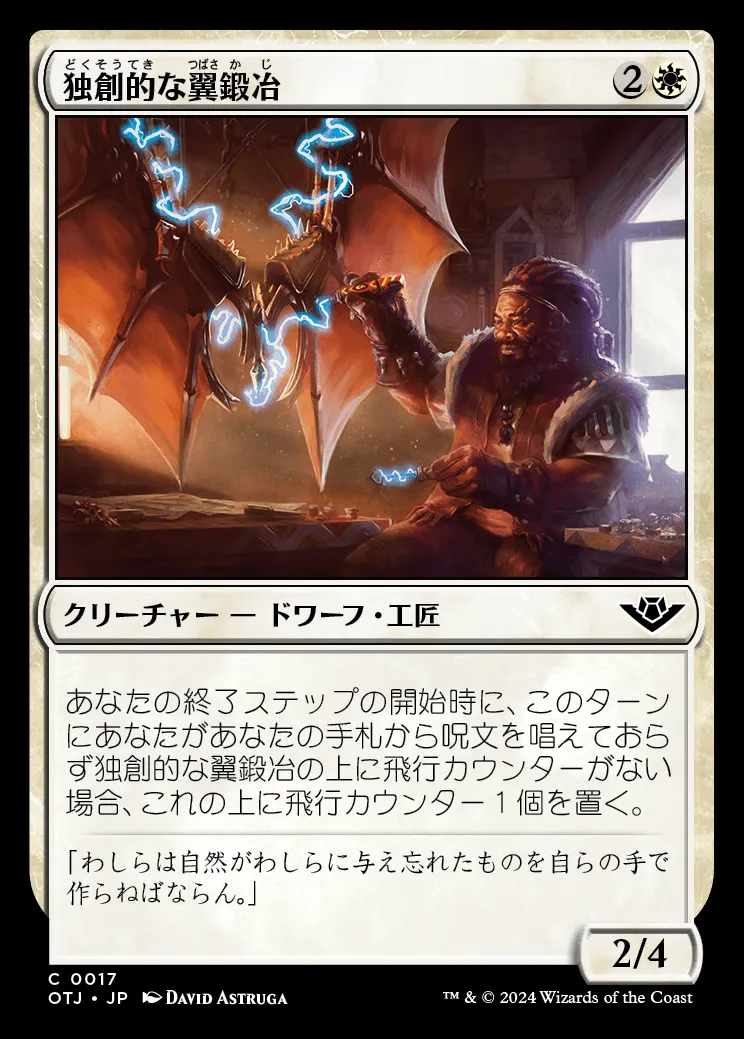 どくそうてき つばさかじ
独創的な翼鍛冶 2
クリーチャー — ドワーフ・工匠
あなたの終了ステップの開始時に、このターン
にあなたがあなたの手札から呪文を唱えておら
ず独創的な翼鍛冶の上に飛行カウンターがない
場合、これの上に飛行カウンター1個を置く。
「わしらは自然がわしらに与え忘れたものを自らの手で
作らねばならん。」
2/4
C 0017
OTJ • JP DAVID ASTRUGA
™ & © 2024 Wizards of the Coast